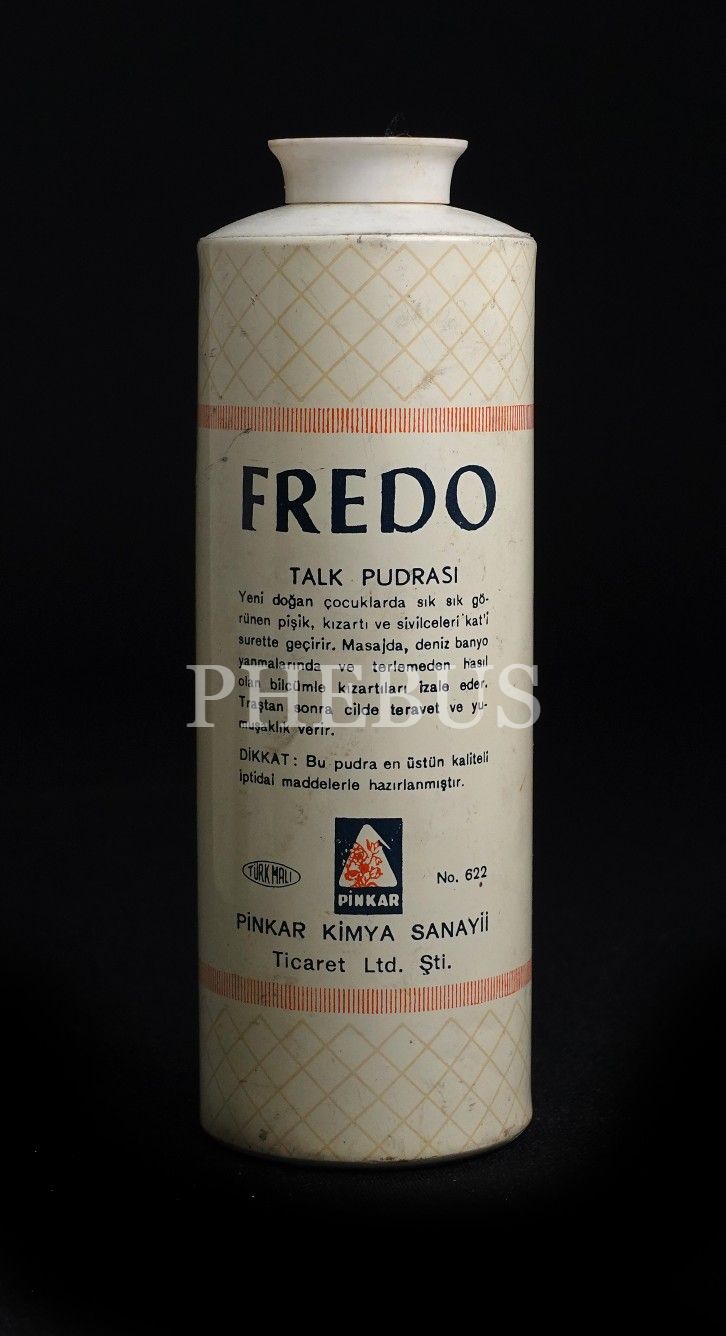 FREDO
TALK PUDRASI
Yeni doğan çocuklarda sık sık gö-
rünen pişik, kızartı ve sivilceleri kat'i
surette geçirir. Masajda, deniz banyo
yanmalarında ve terlemeden hasıl
olan bilcümle kızartıları izale eder.
Traştan sonra cilde teravet ve yu-
muşaklık verir.
PHEBUS
DİKKAT: Bu pudra en üstün kaliteli
iptidai maddelerle hazırlanmıştır.
TÜRK MALI
PİNKAR
No. 622
PİNKAR KİMYA SANAYİİ
Ticaret Ltd. Şti.